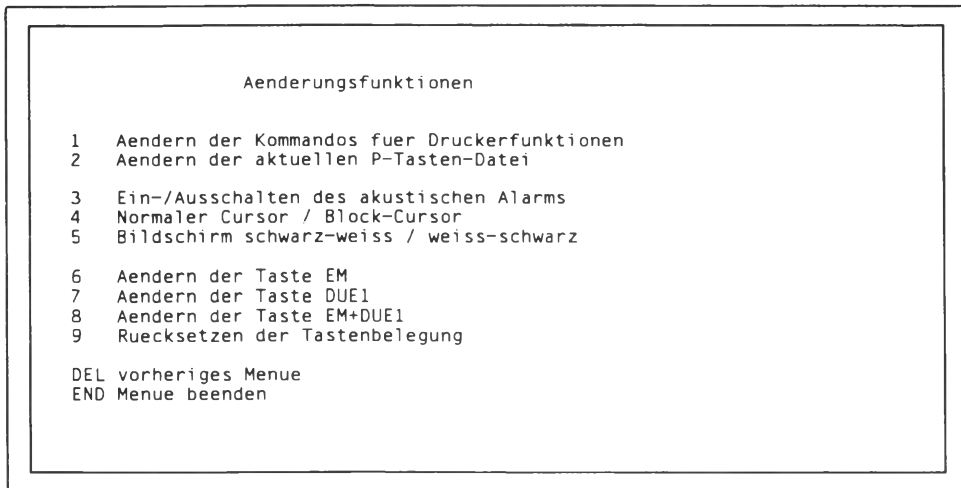 Aenderungsfunktionen
1 Aendern der Kommandos fuer Druckerfunktionen
2 Aendern der aktuellen P-Tasten-Datei
3 Ein-/Ausschalten des akustischen Alarms
4 Normaler Cursor / Block-Cursor
5 Bildschirm schwarz-weiss / weiss-schwarz
6 Aendern der Taste EM
7 Aendern der Taste DUE1
8 Aendern der Taste EM+DUE1
9 Ruecksetzen der Tastenbelegung
DEL vorheriges Menue
END Menue beenden